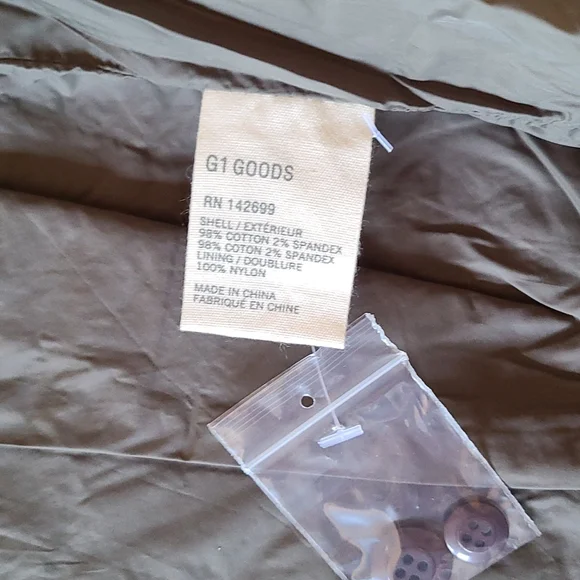 G1 GOODS
RN 142699
SHELL / EXTÉRIEUR
98% COTTON 2% SPANDEX
98% COTON 2% SPANDEX
LINING / DOUBLURE
100% NYLON
MADE IN CHINA
FABRIQUÉ EN CHINE